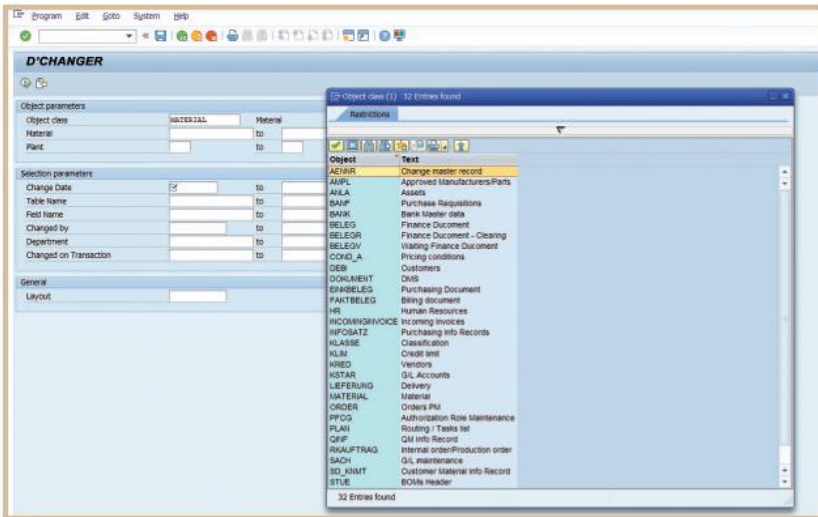 Program Edit Goto System Help
D'CHANGER
Object parameters
Object class MATERIAL Material
Material to
Plant to
Selection parameters
Change Date to
Table Name to
Field Name to
Changed by to
Department to
Changed on Transaction to
General
Layout
Object class (1) 32 Entries found
Restrictions
Object Text
AENNR Change master record
AMPL Approved Manufacturers/Parts
ANLA Assets
BANF Purchase Requisitions
BANK Bank Master data
BELEG Finance Ducoment
BELEGR Finance Ducoment - Clearing
BELEGV Waiting Finance Ducoment
COND_A Pricing conditions
DEBI Customers
DOKUMENT DMS
EINKBELEG Purchasing Document
FAKTBELEG Billing document
HR Human Resources
INCOMINGINVOICE Incoming Invoices
INFOSATZ Purchasing Info Records
KLASSE Classification
KLIM Credit limit
KRED Vendors
KSTAR G/L Accounts
LIEFERUNG Delivery
MATERIAL Material
ORDER Orders PM
PFCG Authorization Role Maintenance
PLAN Routing / Tasks list
QINF QM Info Record
RKAUFTRAG Internal order/Production order
SACH G/L maintenance
SD_KNMT Customer Material Info Record
STUE BOMs Header
32 Entries found